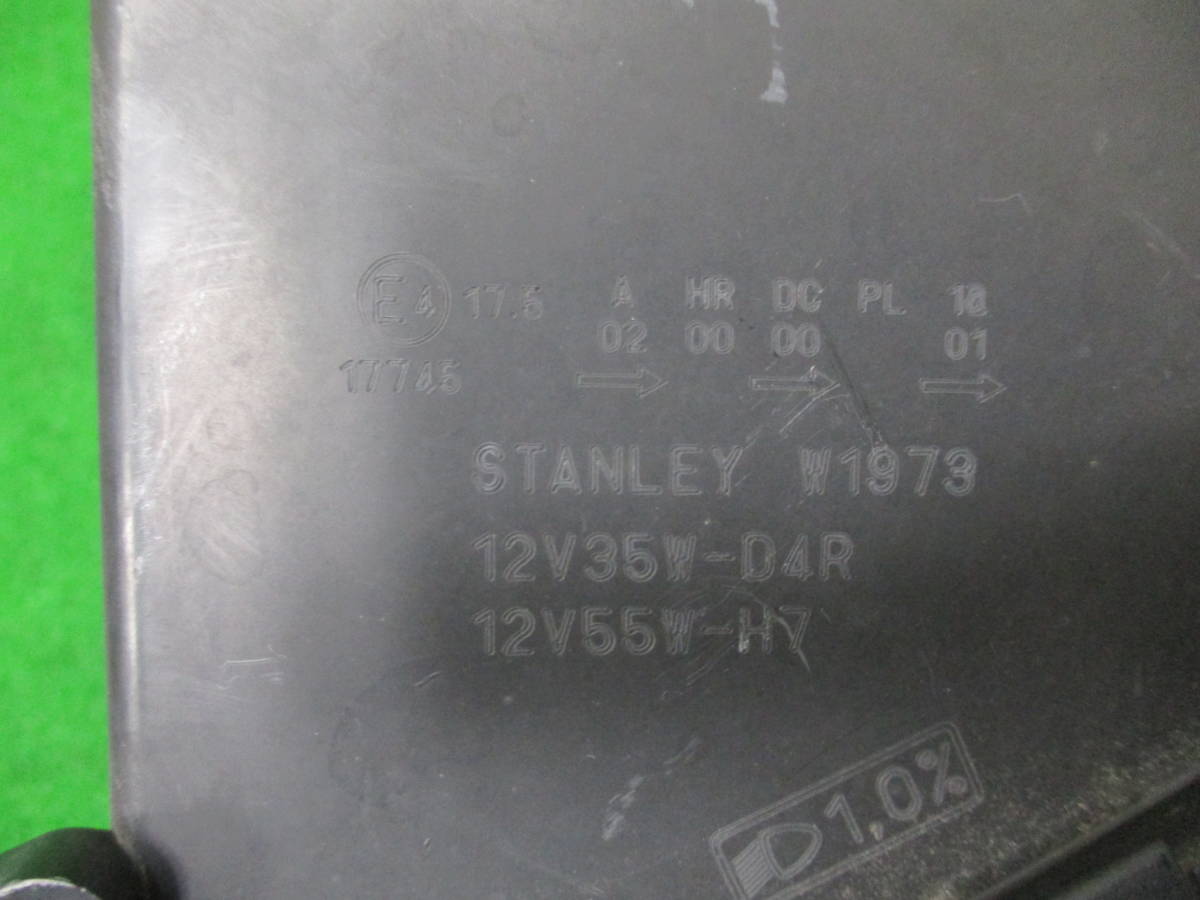 E4 17.5 A HR DC PL 1a
02 00 00 01
17745
STANLEY W1973
12V35W-D4R
12V55W-H7
1.0%